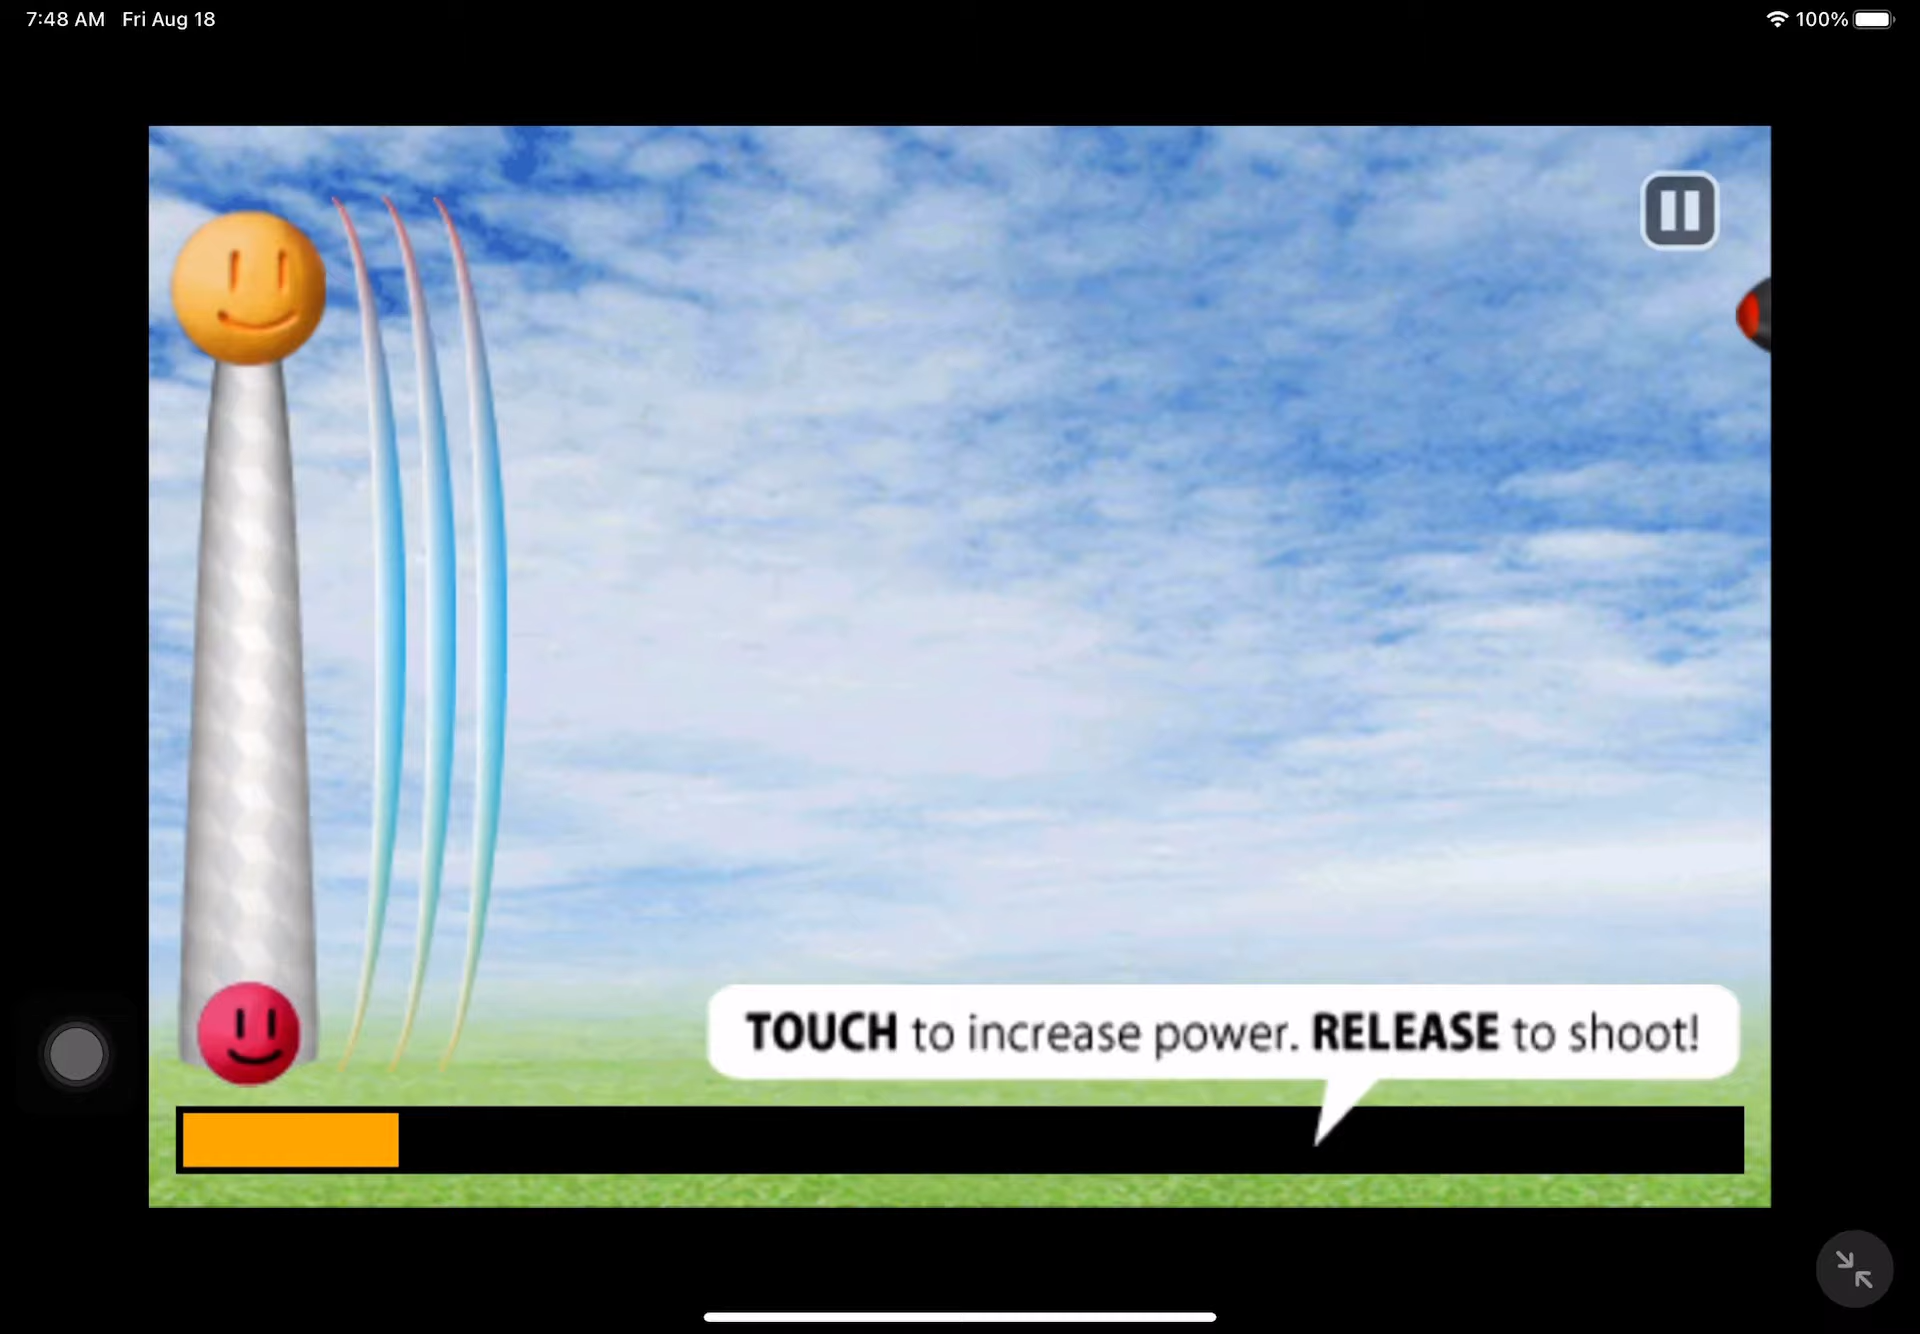 7:48 AM Fri Aug 18
100%
TOUCH to increase power. RELEASE to shoot!